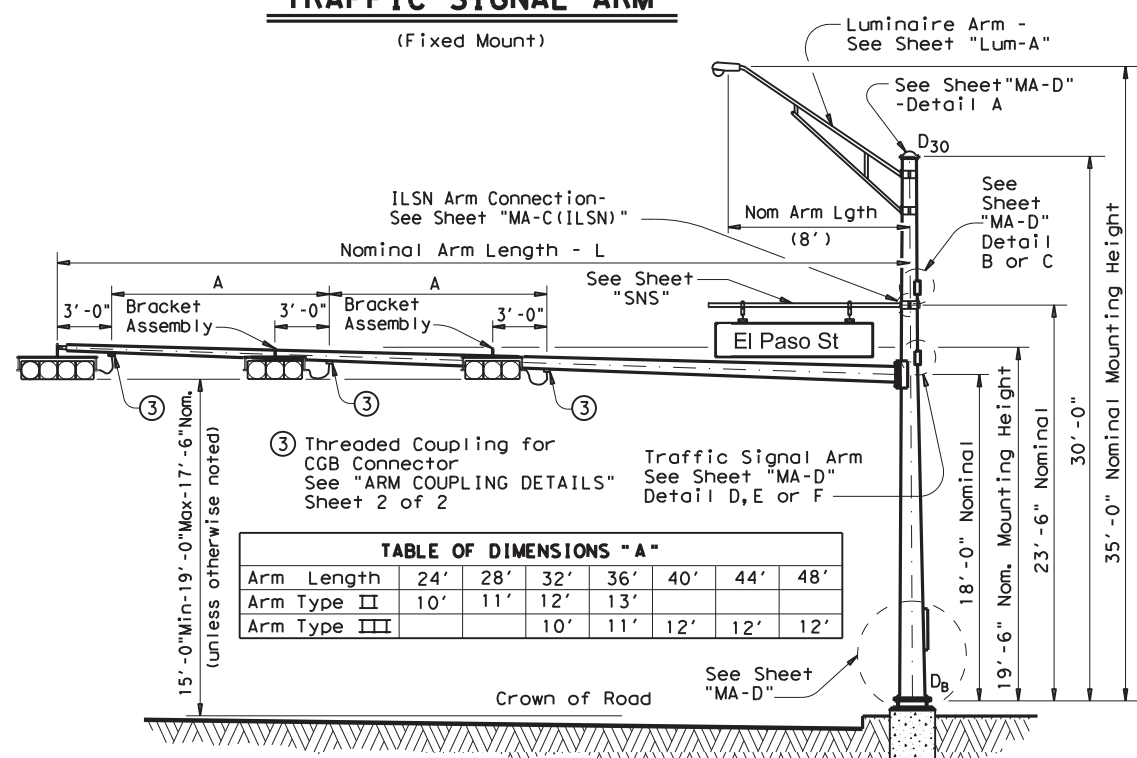 TRAFFIC SIGNAL ARM
(Fixed Mount)
Luminaire Arm -
See Sheet "Lum-A"
See Sheet "MA-D"
-Detail A
D30
ILSN Arm Connection-
See Sheet "MA-C(ILSN)"
Nom Arm Lgth
(8')
See
Sheet
"MA-D"
Detail
B or C
Nominal Arm Length - L
See Sheet
"SNS"
A
A
3'-0"
Bracket
Assembly
3'-0"
Bracket
Assembly
3'-0"
El Paso St
3
3
3
3 Threaded Coupling for
CGB Connector
See "ARM COUPLING DETAILS"
Sheet 2 of 2
Traffic Signal Arm
See Sheet "MA-D"
Detail D,E or F
15'-0"Min-19'-0"Max-17'-6"Nom.
(unless otherwise noted)
18'-0" Nominal
19'-6" Nom. Mounting Height
23'-6" Nominal
30'-0"
35'-0" Nominal Mounting Height
TABLE OF DIMENSIONS "A"
Arm Length 24' 28' 32' 36' 40' 44' 48'
Arm Type II 10' 11' 12' 13'
Arm Type III 10' 11' 12' 12' 12'
See Sheet
"MA-D"
DB
Crown of Road